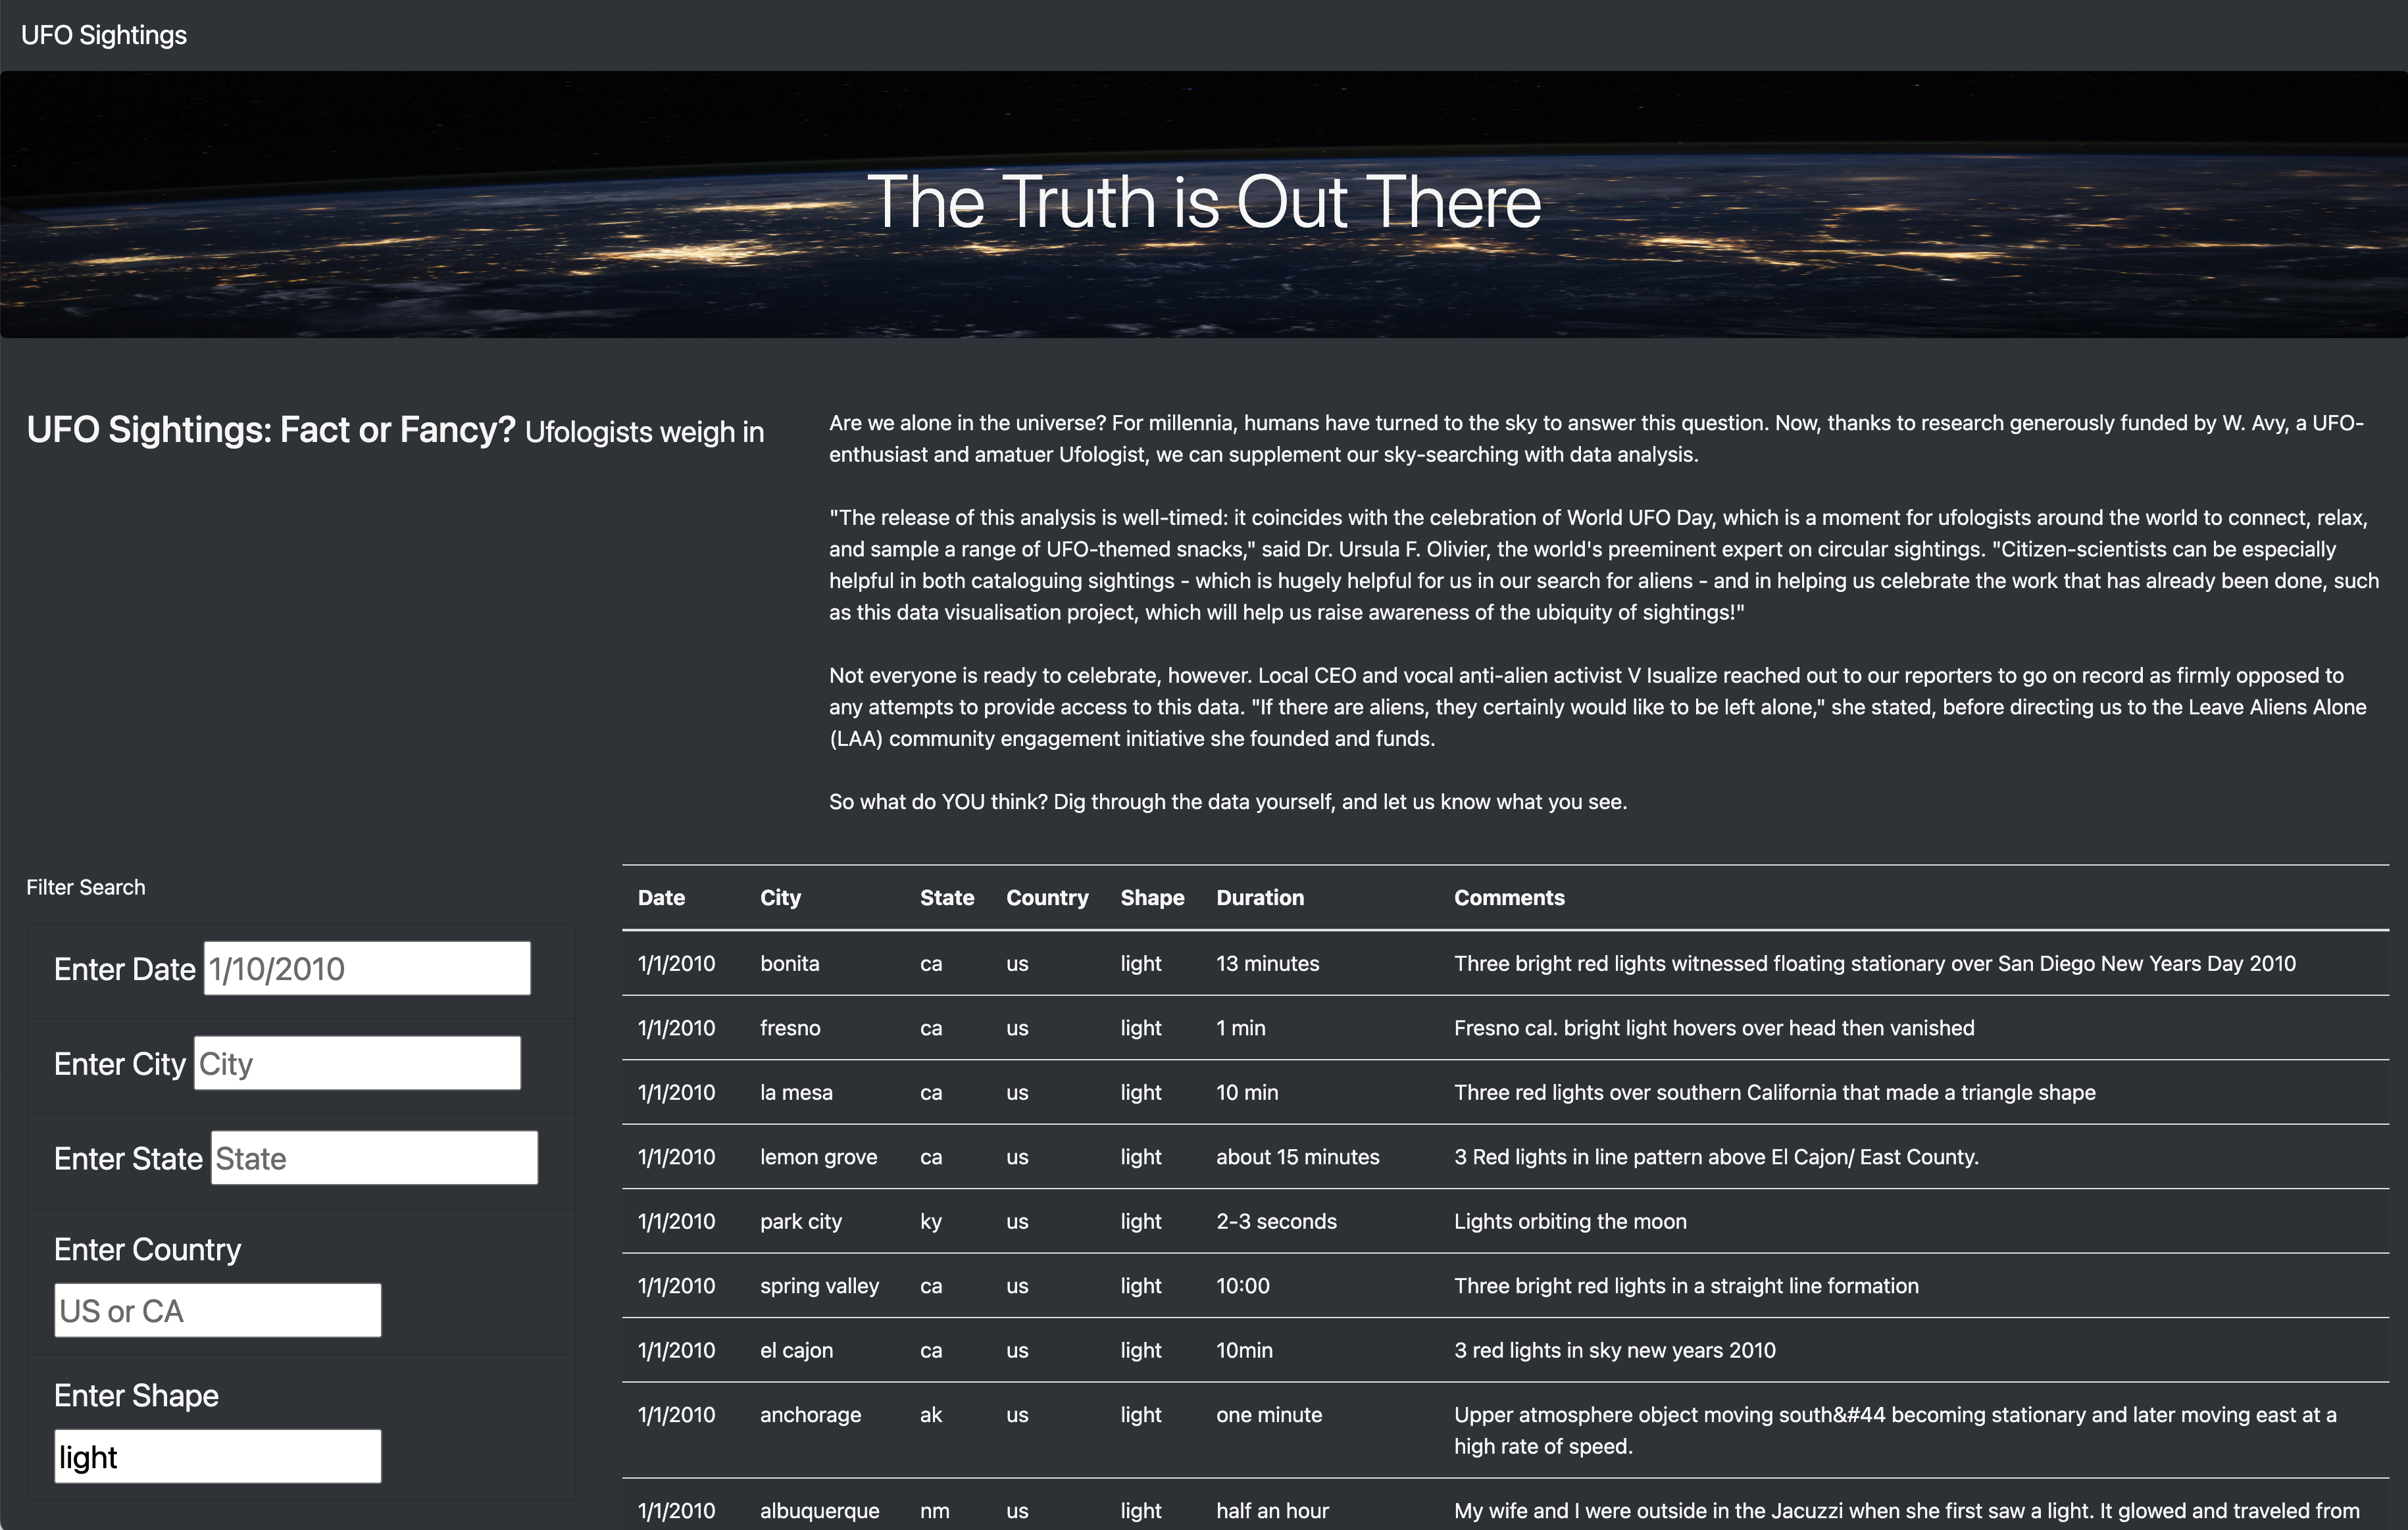 UFO Sightings
The Truth is Out There
UFO Sightings: Fact or Fancy? Ufologists weigh in
Are we alone in the universe? For millennia, humans have turned to the sky to answer this question. Now, thanks to research generously funded by W. Avy, a UFO-
enthusiast and amatuer Ufologist, we can supplement our sky-searching with data analysis.
"The release of this analysis is well-timed: it coincides with the celebration of World UFO Day, which is a moment for ufologists around the world to connect, relax,
and sample a range of UFO-themed snacks," said Dr. Ursula F. Olivier, the world's preeminent expert on circular sightings. "Citizen-scientists can be especially
helpful in both cataloguing sightings - which is hugely helpful for us in our search for aliens - and in helping us celebrate the work that has already been done, such
as this data visualisation project, which will help us raise awareness of the ubiquity of sightings!"
Not everyone is ready to celebrate, however. Local CEO and vocal anti-alien activist V Isualize reached out to our reporters to go on record as firmly opposed to
any attempts to provide access to this data. "If there are aliens, they certainly would like to be left alone," she stated, before directing us to the Leave Aliens Alone
(LAA) community engagement initiative she founded and funds.
So what do YOU think? Dig through the data yourself, and let us know what you see.
Filter Search
Enter Date 1/10/2010
Enter City City
Enter State State
Enter Country
US or CA
Enter Shape
light
Date City State Country Shape Duration Comments
1/1/2010 bonita ca us light 13 minutes Three bright red lights witnessed floating stationary over San Diego New Years Day 2010
1/1/2010 fresno ca us light 1 min Fresno cal. bright light hovers over head then vanished
1/1/2010 la mesa ca us light 10 min Three red lights over southern California that made a triangle shape
1/1/2010 lemon grove ca us light about 15 minutes 3 Red lights in line pattern above El Cajon/ East County.
1/1/2010 park city ky us light 2-3 seconds Lights orbiting the moon
1/1/2010 spring valley ca us light 10:00 Three bright red lights in a straight line formation
1/1/2010 el cajon ca us light 10min 3 red lights in sky new years 2010
1/1/2010 anchorage ak us light one minute Upper atmosphere object moving south&#44 becoming stationary and later moving east at a
high rate of speed.
1/1/2010 albuquerque nm us light half an hour My wife and I were outside in the Jacuzzi when she first saw a light. It glowed and traveled from